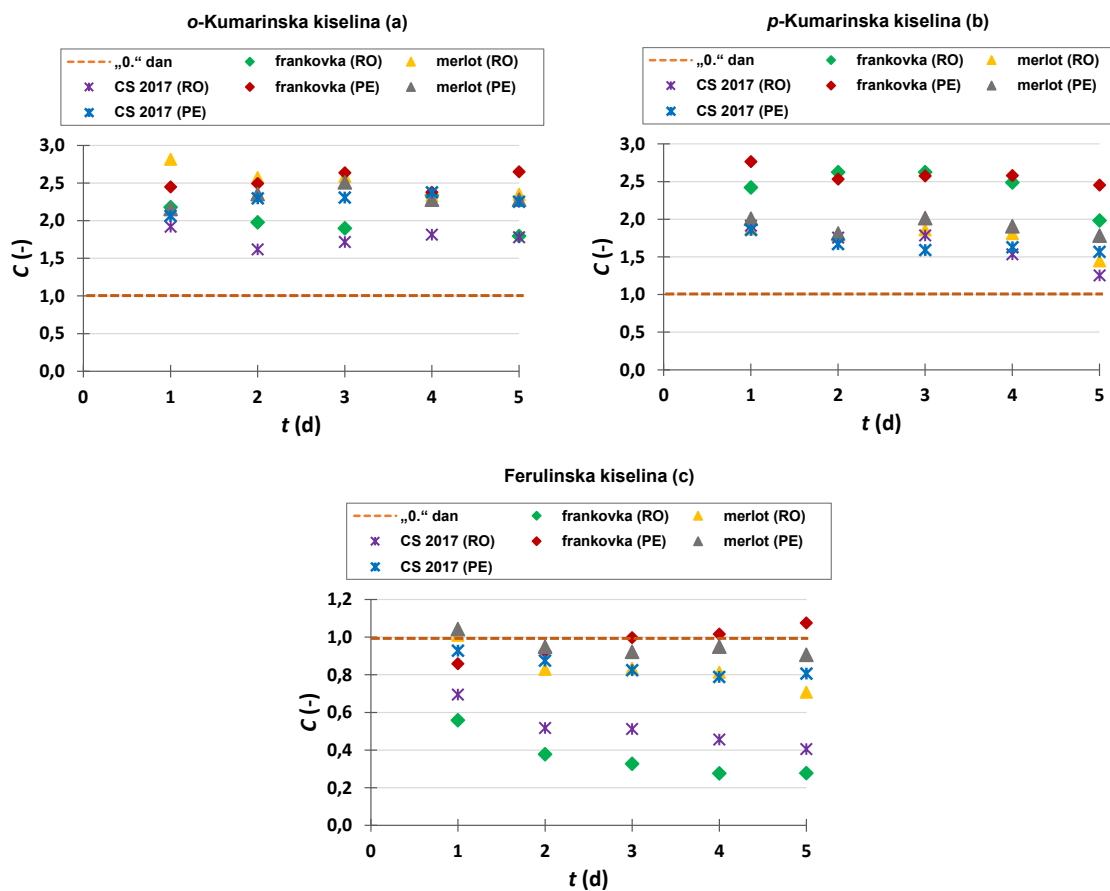 o-Kumarinska kiselina (a)
„0.“ dan frankovka (RO) merlot (RO)
CS 2017 (RO) frankovka (PE) merlot (PE)
CS 2017 (PE)
3,0
2,5
2,0
1,5
1,0
0,5
0,0
C (-)
0 1 2 3 4 5
t (d)
p-Kumarinska kiselina (b)
„0.“ dan frankovka (RO) merlot (RO)
CS 2017 (RO) frankovka (PE) merlot (PE)
CS 2017 (PE)
3,0
2,5
2,0
1,5
1,0
0,5
0,0
C (-)
0 1 2 3 4 5
t (d)
Ferulinska kiselina (c)
„0.“ dan frankovka (RO) merlot (RO)
CS 2017 (RO) frankovka (PE) merlot (PE)
CS 2017 (PE)
1,2
1,0
0,8
0,6
0,4
0,2
0,0
C (-)
0 1 2 3 4 5
t (d)